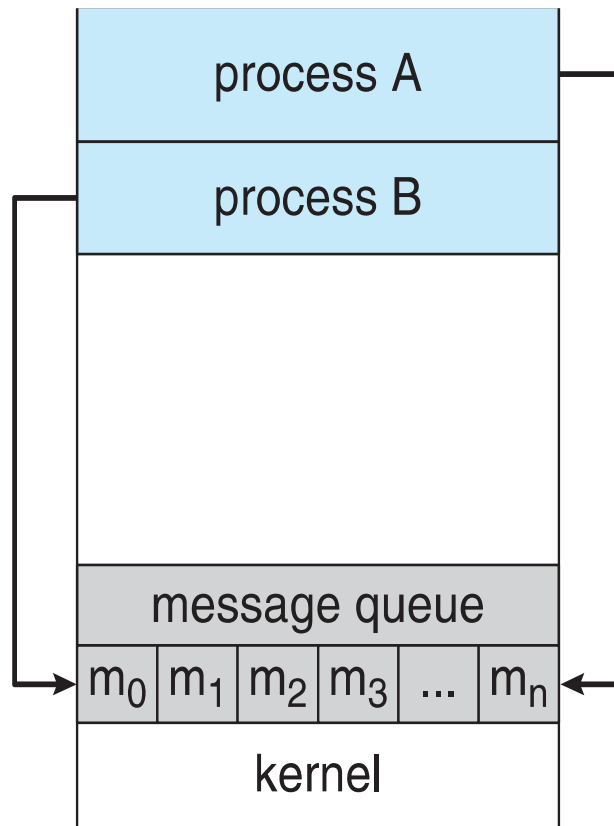 process A
process B
message queue
m₀ m₁ m₂ m₃ ... mₙ
kernel